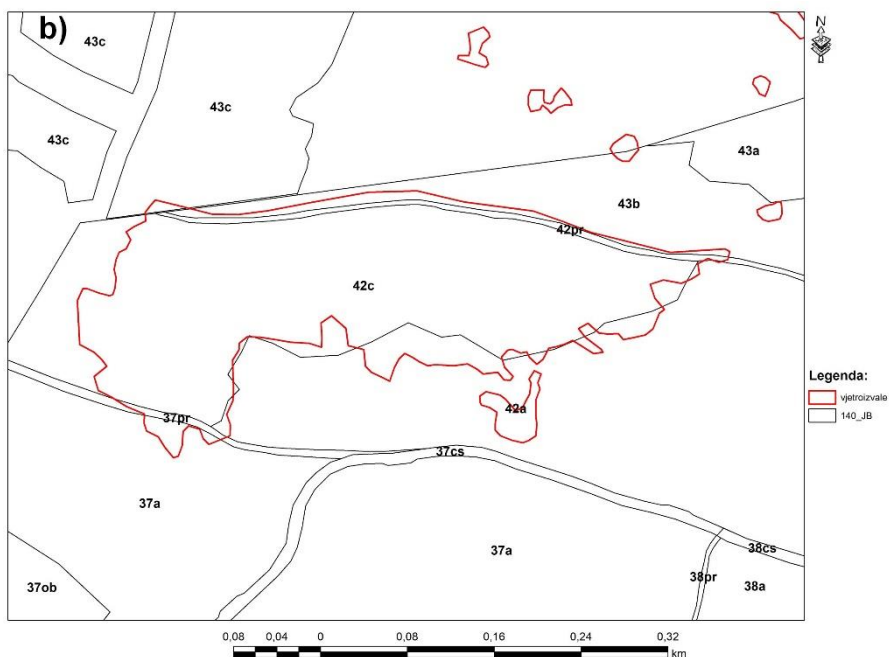 b)
43c
N
43c
43c
43a
43b
42pr
42c
42a
37pr
37cs
37a
37a
38cs
38pr
38a
37ob
Legenda:
vjetroizvale
140_JB
0,08 0,04 0 0,08 0,16 0,24 0,32
km